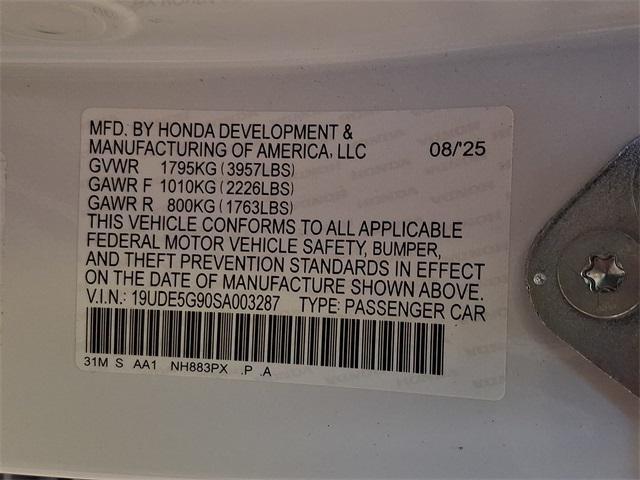 MFD. BY HONDA DEVELOPMENT &
MANUFACTURING OF AMERICA, LLC 08/'25
GVWR 1795KG (3957LBS)
GAWR F 1010KG (2226LBS)
GAWR R 800KG (1763LBS)
THIS VEHICLE CONFORMS TO ALL APPLICABLE
FEDERAL MOTOR VEHICLE SAFETY, BUMPER,
AND THEFT PREVENTION STANDARDS IN EFFECT
ON THE DATE OF MANUFACTURE SHOWN ABOVE.
V.I.N.: 19UDE5G90SA003287 TYPE: PASSENGER CAR
31M S AA1 NH883PX .P .A